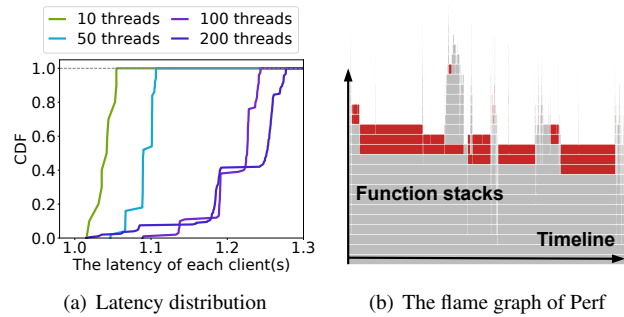 10 threads 100 threads
50 threads 200 threads
1.0
0.8
0.6
0.4
0.2
0.0
CDF
1.0 1.1 1.2 1.3
The latency of each client(s)
(a) Latency distribution
Function stacks
Timeline
(b) The flame graph of Perf